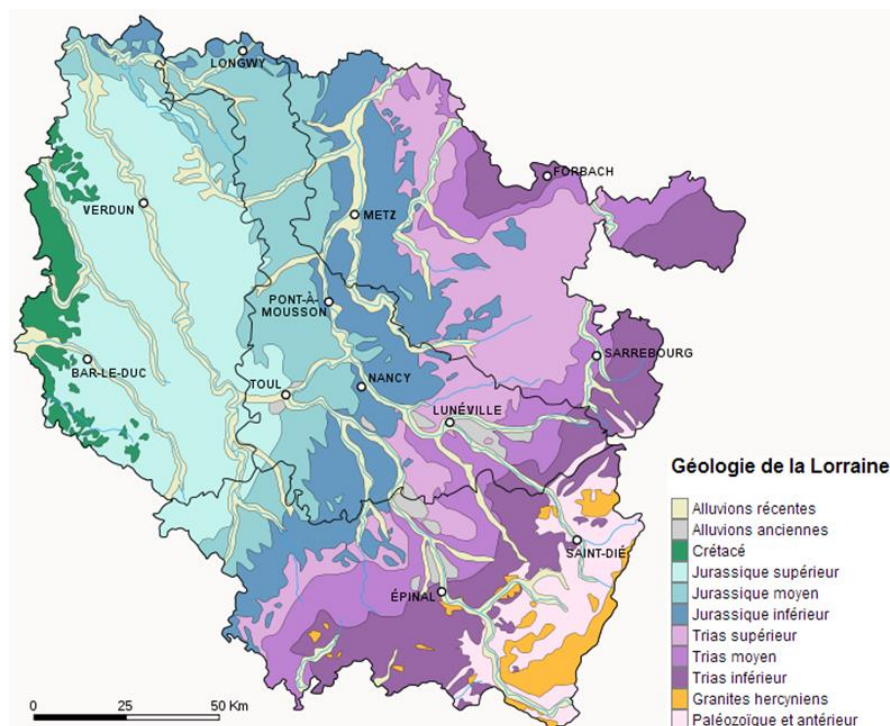 LONGWY
FORBACH
VERDUN
METZ
PONT-À-
MOUSSON
SARREBOURG
BAR-LE-DUC
TOUL
NANCY
LUNÉVILLE
SAINT-DIÉ
ÉPINAL
0 25 50 Km
Géologie de la Lorraine
Alluvions récentes
Alluvions anciennes
Crétacé
Jurassique supérieur
Jurassique moyen
Jurassique inférieur
Trias supérieur
Trias moyen
Trias inférieur
Granites hercyniens
Paléozoïque et antérieur